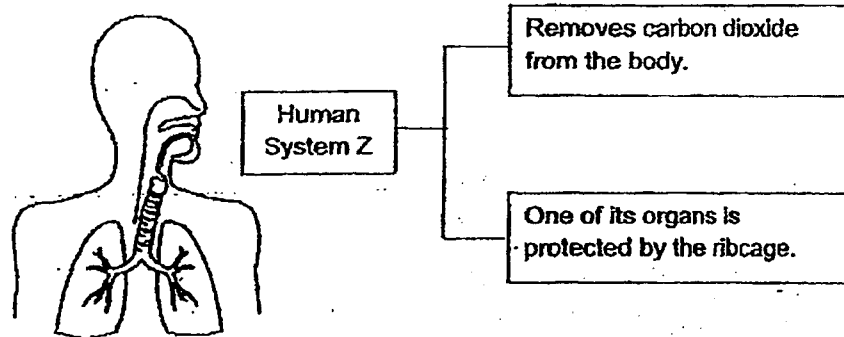 Human
System Z
Removes carbon dioxide
from the body.
One of its organs is
protected by the ribcage.